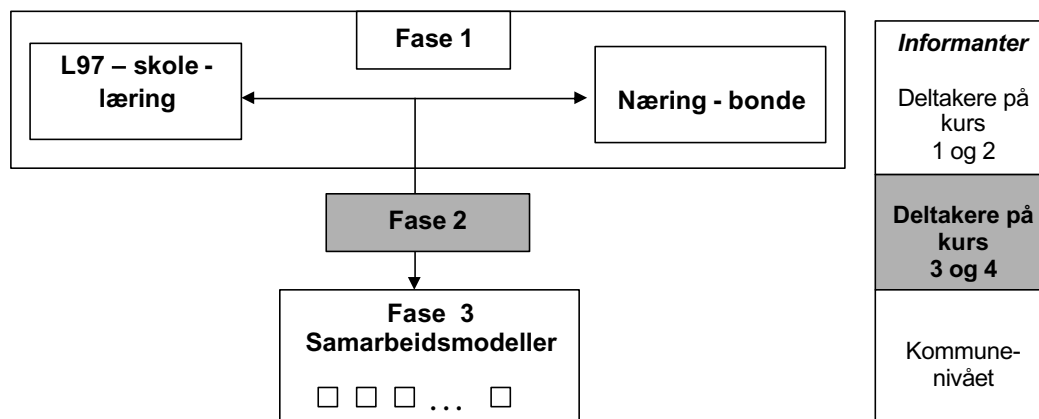 Fase 1
L97 – skole -
læring
Næring - bonde
Fase 2
Fase 3
Samarbeidsmodeller
...
Informanter
Deltakere på
kurs
1 og 2
Deltakere på
kurs
3 og 4
Kommune-
nivået